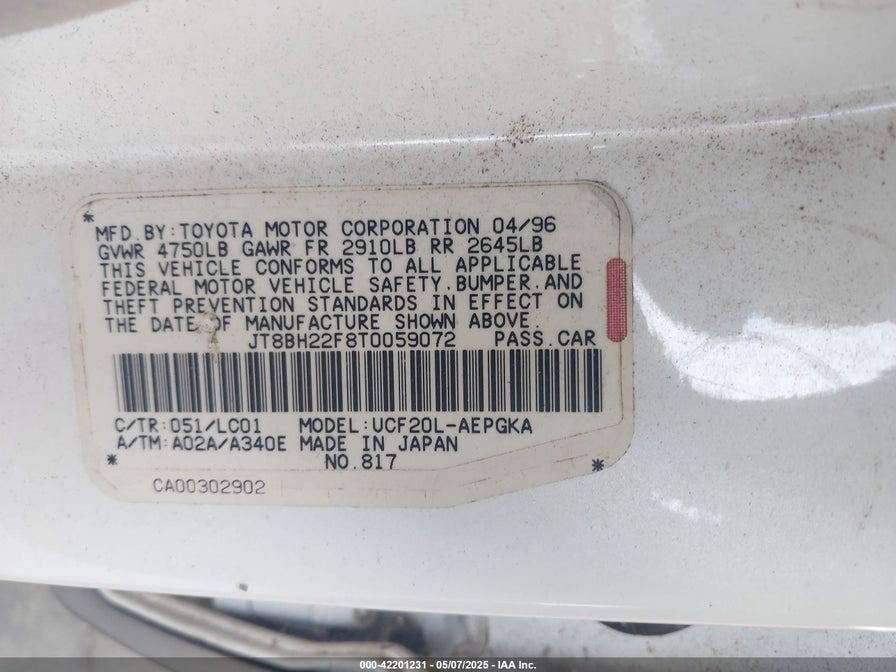 *
MFD.BY:TOYOTA MOTOR CORPORATION 04/96
GVWR 4750LB GAWR FR 2910LB RR 2645LB
THIS VEHICLE CONFORMS TO ALL APPLICABLE
FEDERAL MOTOR VEHICLE SAFETY.BUMPER.AND
THEFT PREVENTION STANDARDS IN EFFECT ON
THE DATE OF MANUFACTURE SHOWN ABOVE.
JT8BH22F8T0059072 PASS.CAR
C/TR:051/LC01 MODEL:UCF20L-AEPGKA
A/TM:A02A/A340E MADE IN JAPAN
* NO.817 *
CA00302902
000-42201231 - 05/07/2025 - IAA Inc.